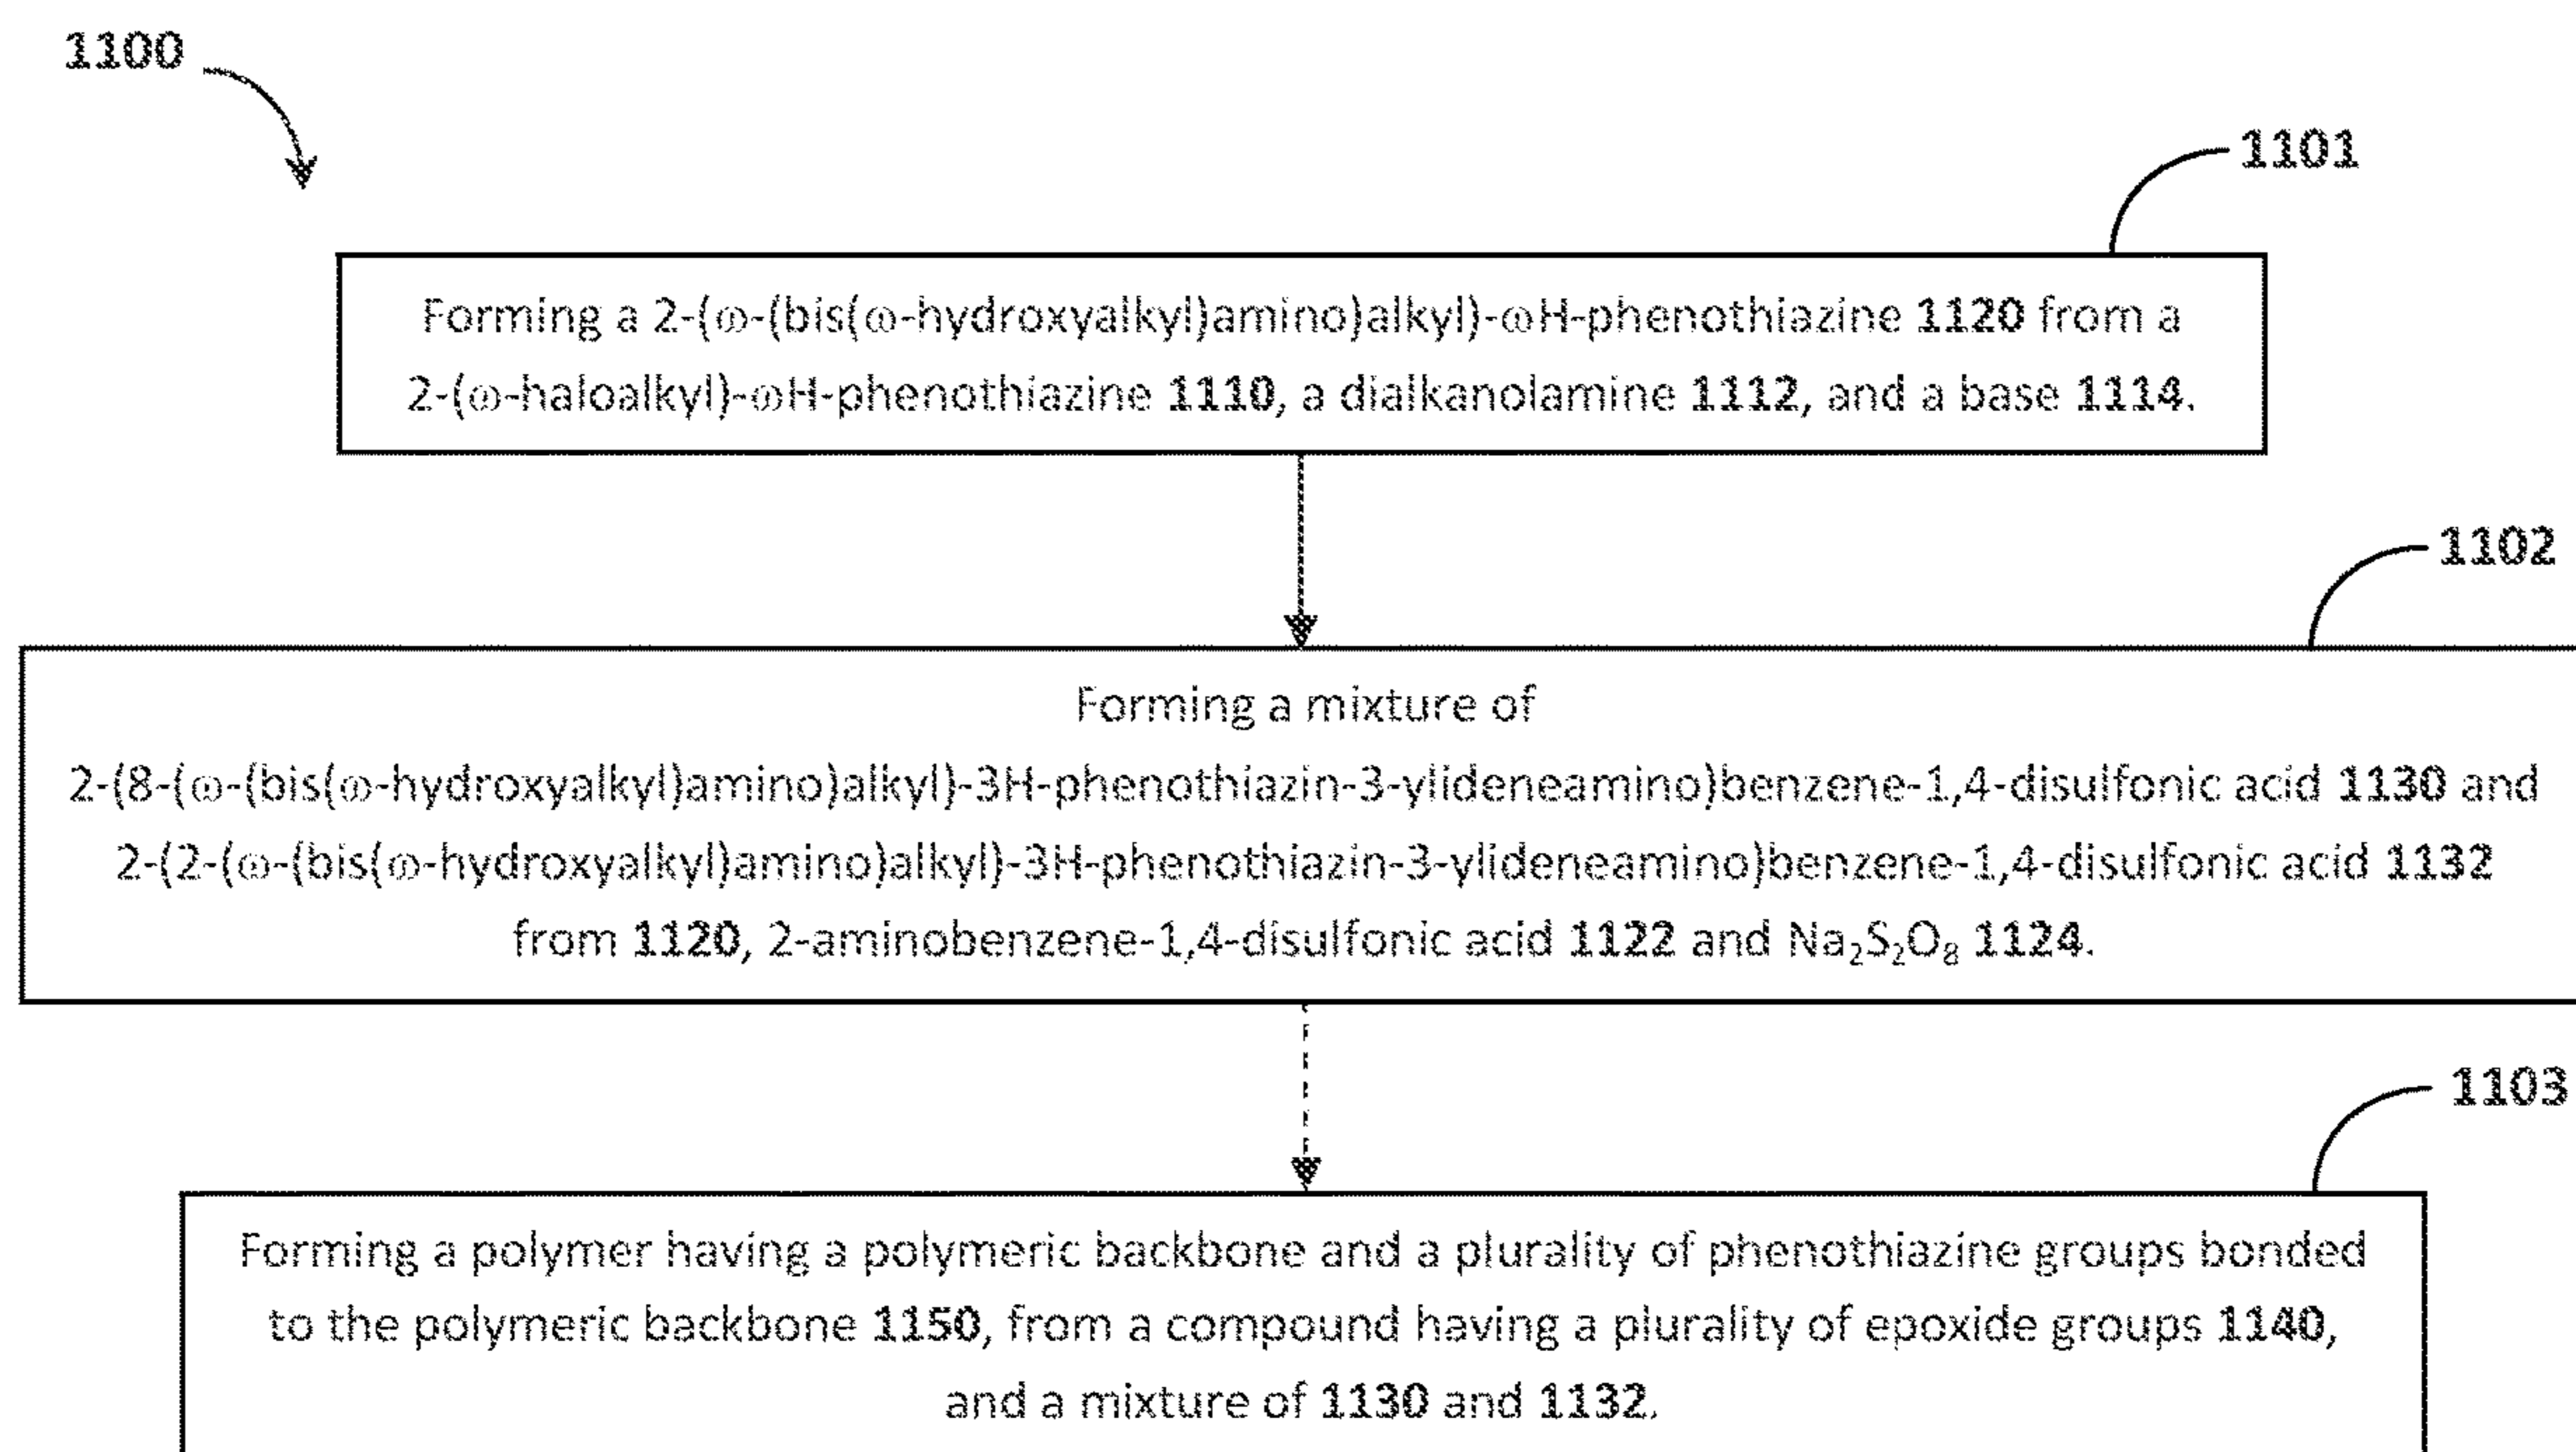 1100
1101
Forming a 2-(ω-(bis(ω-hydroxyalkyl)amino)alkyl)-ωH-phenothiazine 1120 from a
2-(ω-haloalkyl)-ωH-phenothiazine 1110, a dialkanolamine 1112, and a base 1114.
1102
Forming a mixture of
2-(8-(ω-(bis(ω-hydroxyalkyl)amino)alkyl)-3H-phenothiazin-3-ylideneamino)benzene-1,4-disulfonic acid 1130 and
2-(2-(ω-(bis(ω-hydroxyalkyl)amino)alkyl)-3H-phenothiazin-3-ylideneamino)benzene-1,4-disulfonic acid 1132
from 1120, 2-aminobenzene-1,4-disulfonic acid 1122 and Na₂S₂O₈ 1124.
1103
Forming a polymer having a polymeric backbone and a plurality of phenothiazine groups bonded
to the polymeric backbone 1150, from a compound having a plurality of epoxide groups 1140,
and a mixture of 1130 and 1132.